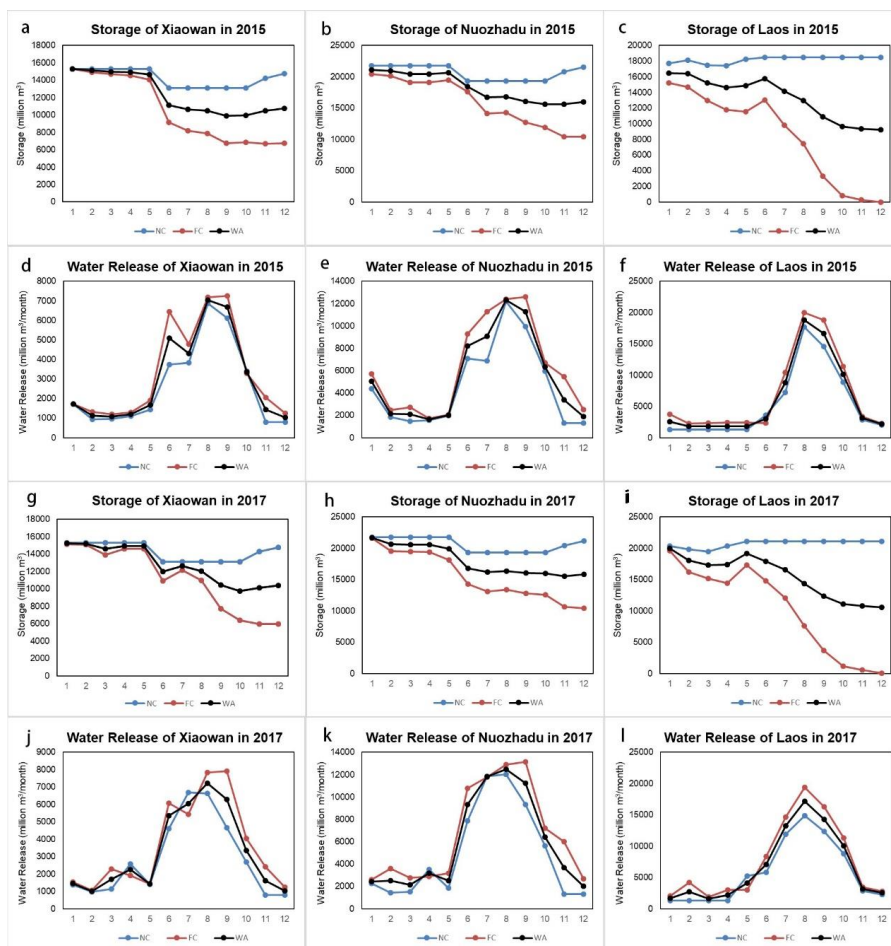 a Storage of Xiaowan in 2015
Storage (million m³)
18000
16000
14000
12000
10000
8000
6000
4000
2000
0
1 2 3 4 5 6 7 8 9 10 11 12
NC FC WA
b Storage of Nuozhadu in 2015
Storage (million m³)
25000
20000
15000
10000
5000
0
1 2 3 4 5 6 7 8 9 10 11 12
NC FC WA
c Storage of Laos in 2015
Storage (million m³)
20000
18000
16000
14000
12000
10000
8000
6000
4000
2000
0
1 2 3 4 5 6 7 8 9 10 11 12
NC FC WA
d Water Release of Xiaowan in 2015
Water Release (million m³/month)
8000
7000
6000
5000
4000
3000
2000
1000
0
1 2 3 4 5 6 7 8 9 10 11 12
NC FC WA
e Water Release of Nuozhadu in 2015
Water Release (million m³/month)
14000
12000
10000
8000
6000
4000
2000
0
1 2 3 4 5 6 7 8 9 10 11 12
NC FC WA
f Water Release of Laos in 2015
Water Release (million m³/month)
25000
20000
15000
10000
5000
0
1 2 3 4 5 6 7 8 9 10 11 12
NC FC WA
g Storage of Xiaowan in 2017
Storage (million m³)
18000
16000
14000
12000
10000
8000
6000
4000
2000
0
1 2 3 4 5 6 7 8 9 10 11 12
NC FC WA
h Storage of Nuozhadu in 2017
Storage (million m³)
25000
20000
15000
10000
5000
0
1 2 3 4 5 6 7 8 9 10 11 12
NC FC WA
i Storage of Laos in 2017
Storage (million m³)
25000
20000
15000
10000
5000
0
1 2 3 4 5 6 7 8 9 10 11 12
NC FC WA
j Water Release of Xiaowan in 2017
Water Release (million m³/month)
9000
8000
7000
6000
5000
4000
3000
2000
1000
0
1 2 3 4 5 6 7 8 9 10 11 12
NC FC WA
k Water Release of Nuozhadu in 2017
Water Release (million m³/month)
14000
12000
10000
8000
6000
4000
2000
0
1 2 3 4 5 6 7 8 9 10 11 12
NC FC WA
l Water Release of Laos in 2017
Water Release (million m³/month)
25000
20000
15000
10000
5000
0
1 2 3 4 5 6 7 8 9 10 11 12
NC FC WA